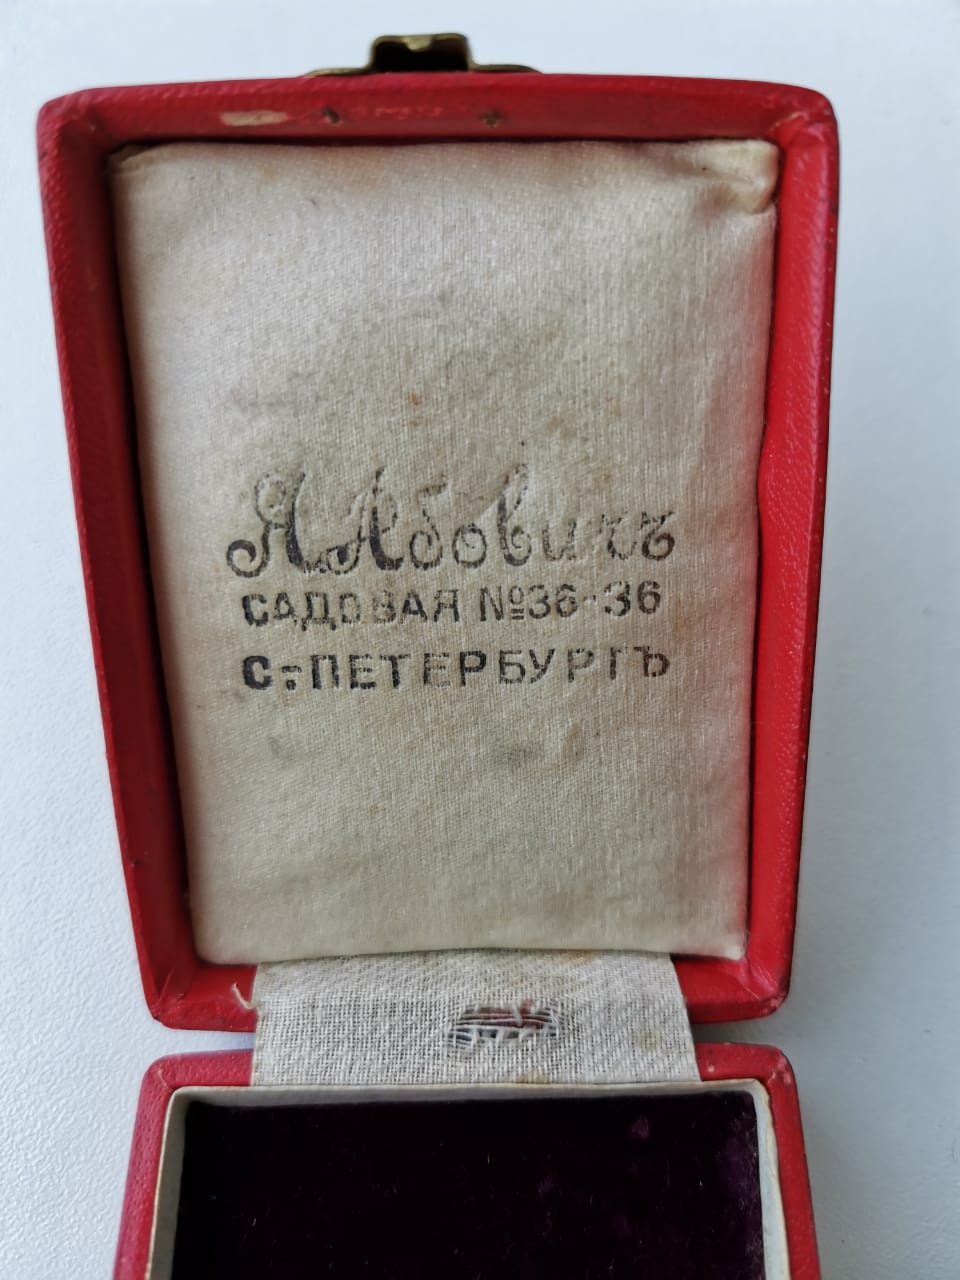 Я. Абовичъ
САДОВАЯ №36-36
С-ПЕТЕРБУРГЪ